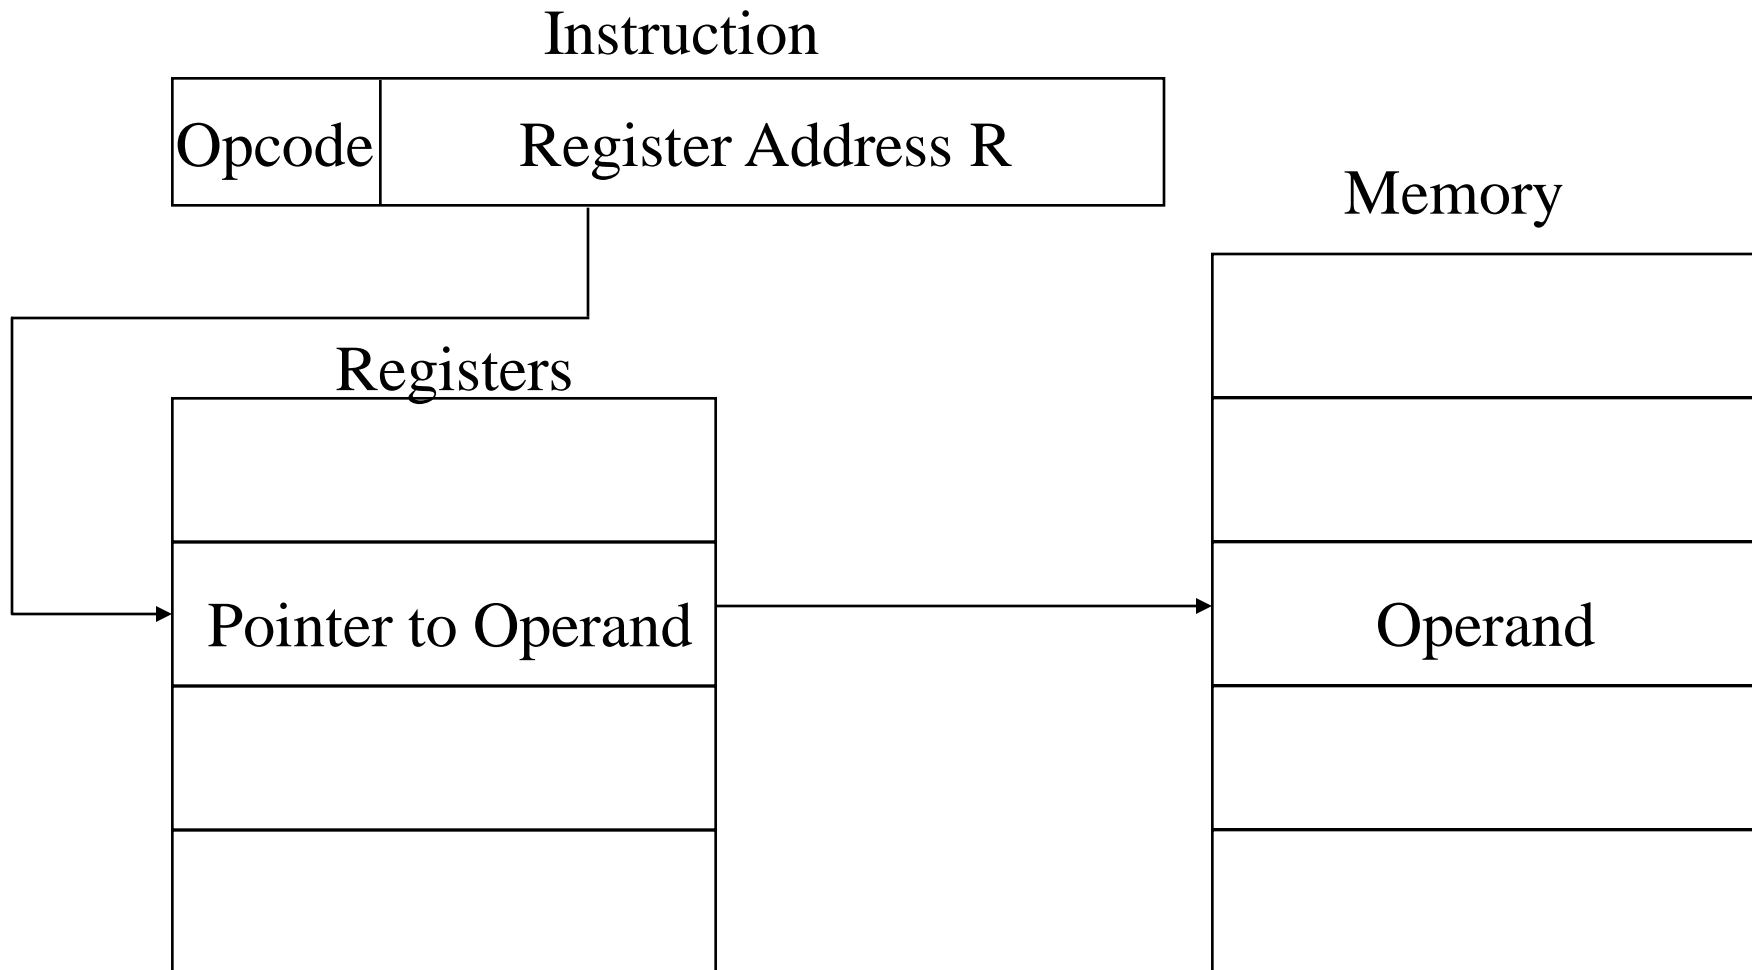 Instruction
Opcode Register Address R
Memory
Registers
Pointer to Operand Operand